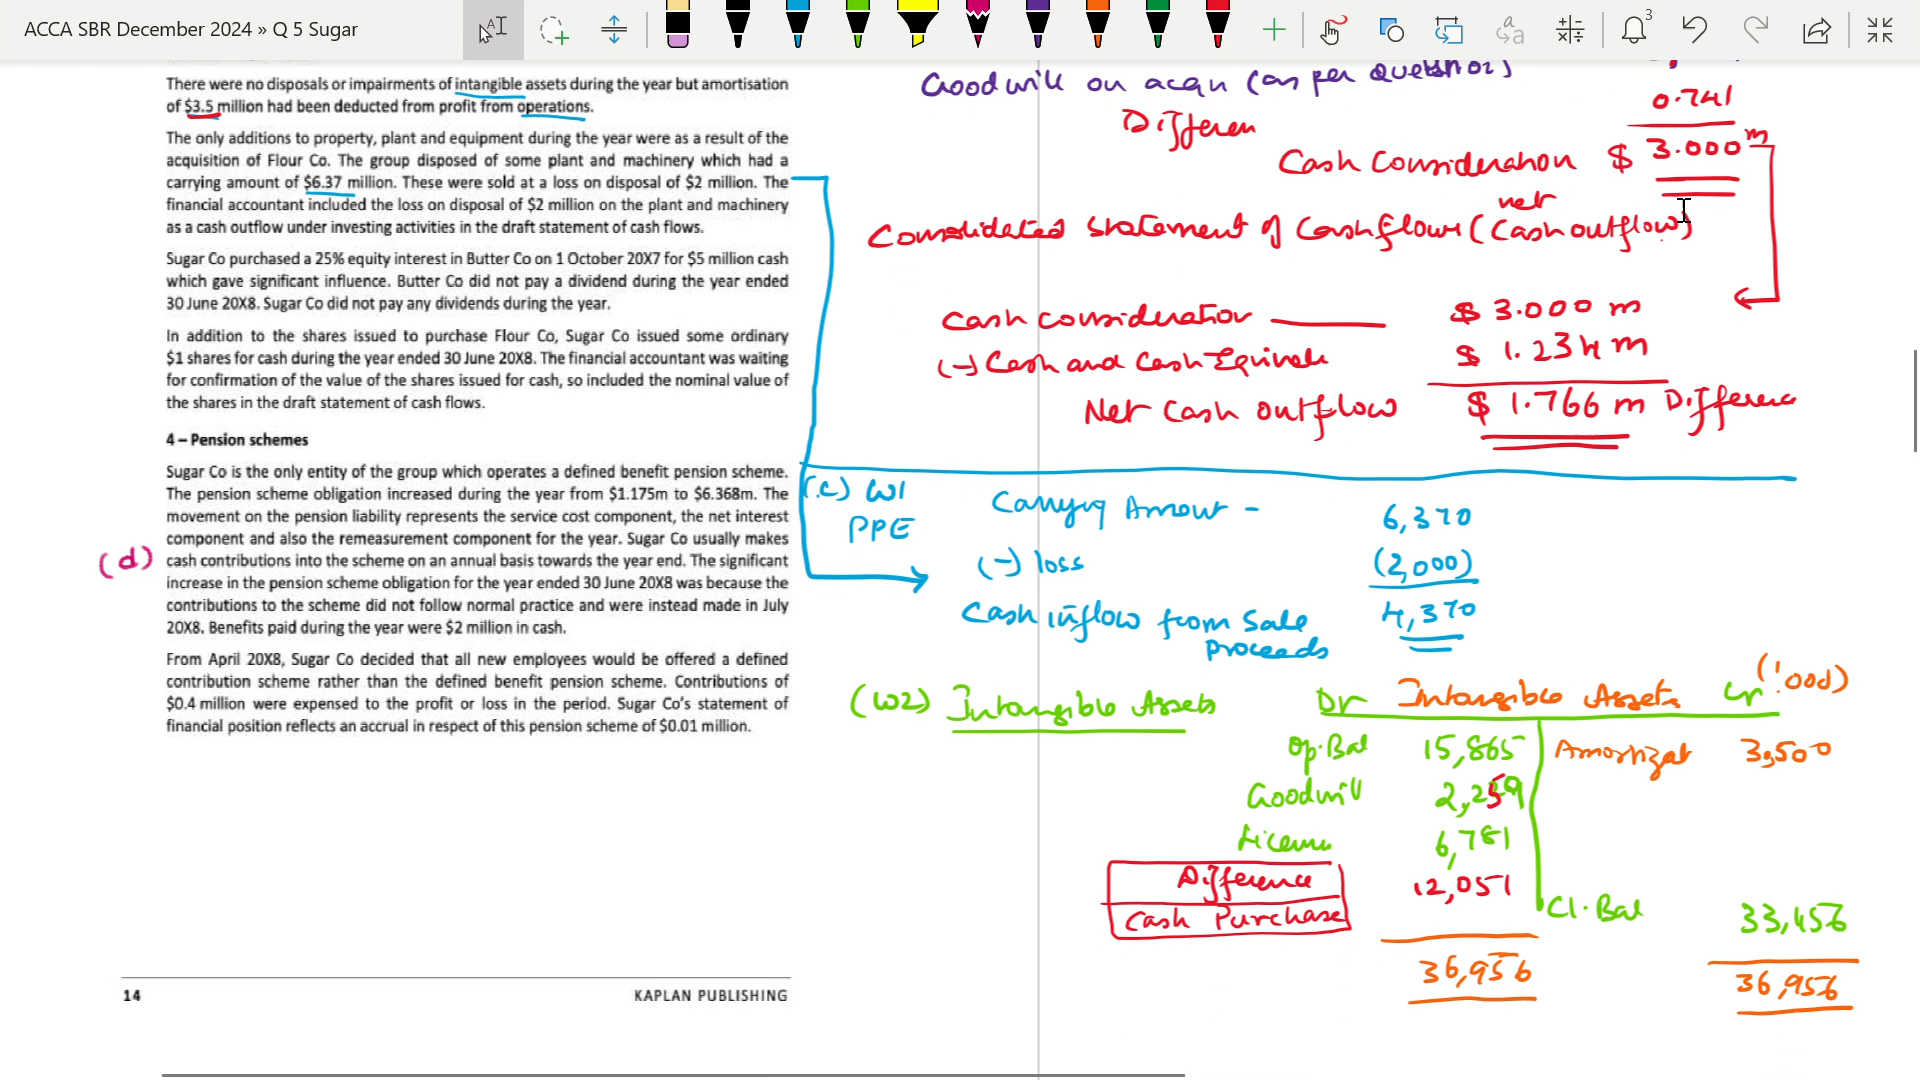 ACCA SBR December 2024 » Q 5 Sugar
3
There were no disposals or impairments of intangible assets during the year but amortisation
of $3.5 million had been deducted from profit from operations.
The only additions to property, plant and equipment during the year were as a result of the
acquisition of Flour Co. The group disposed of some plant and machinery which had a
carrying amount of $6.37 million. These were sold at a loss on disposal of $2 million. The
financial accountant included the loss on disposal of $2 million on the plant and machinery
as a cash outflow under investing activities in the draft statement of cash flows.
Sugar Co purchased a 25% equity interest in Butter Co on 1 October 20X7 for $5 million cash
which gave significant influence. Butter Co did not pay a dividend during the year ended
30 June 20X8. Sugar Co did not pay any dividends during the year.
In addition to the shares issued to purchase Flour Co, Sugar Co issued some ordinary
$1 shares for cash during the year ended 30 June 20X8. The financial accountant was waiting
for confirmation of the value of the shares issued for cash, so included the nominal value of
the shares in the draft statement of cash flows.
4 – Pension schemes
Sugar Co is the only entity of the group which operates a defined benefit pension scheme.
The pension scheme obligation increased during the year from $1.175m to $6.368m. The
movement on the pension liability represents the service cost component, the net interest
component and also the remeasurement component for the year. Sugar Co usually makes
(d) cash contributions into the scheme on an annual basis towards the year end. The significant
increase in the pension scheme obligation for the year ended 30 June 20X8 was because the
contributions to the scheme did not follow normal practice and were instead made in July
20X8. Benefits paid during the year were $2 million in cash.
From April 20X8, Sugar Co decided that all new employees would be offered a defined
contribution scheme rather than the defined benefit pension scheme. Contributions of
$0.4 million were expensed to the profit or loss in the period. Sugar Co's statement of
financial position reflects an accrual in respect of this pension scheme of $0.01 million.
14 KAPLAN PUBLISHING
Goodwill on acqn (as per question)
0.741
Differen
Cash Consideration $ 3.000 m
net
Consolidated Statement of Cashflows (Cash outflow)
Cash consideration $ 3.000 m
(-) Cash and Cash Equivale $ 1.234 m
Net Cash Outflow $ 1.766 m Difference
(c) W1 Carrying Amount - 6,370
PPE
(-) loss (2,000)
Cash inflow from Sale 4,370
Proceeds
('000)
(W2) Intangible Assets Dr Intangible Assets Cr
Op.Bal 15,865 Amortizat 3,500
Goodwill 2,259
Licence 6,781
Difference 12,051
Cash Purchase
Cl.Bal 33,456
36,956 36,956